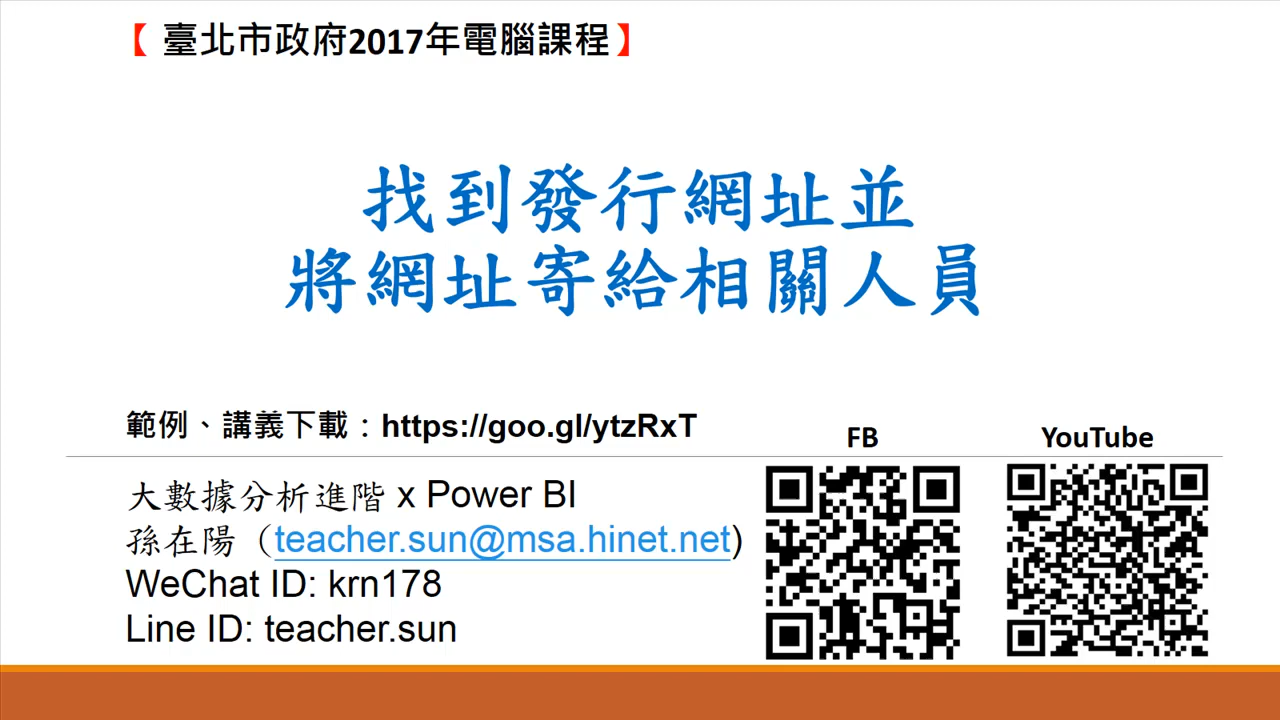 【 臺北市政府2017年電腦課程】
找到發行網址並
將網址寄給相關人員
範例、講義下載：https://goo.gl/ytzRxT
FB
YouTube
大數據分析進階 x Power BI
孫在陽（teacher.sun@msa.hinet.net)
WeChat ID: krn178
Line ID: teacher.sun